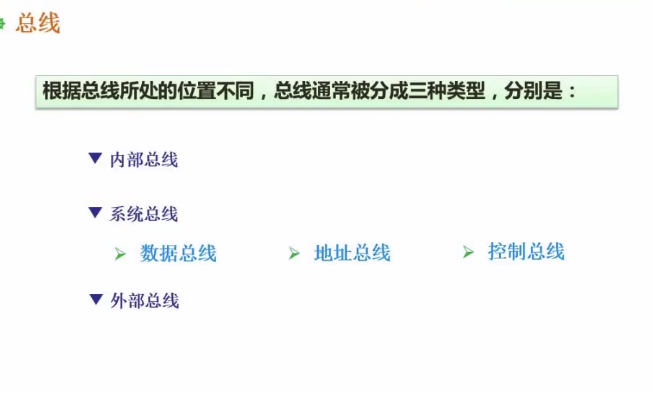 总线
根据总线所处的位置不同，总线通常被分成三种类型，分别是：
内部总线
系统总线
数据总线 地址总线 控制总线
外部总线